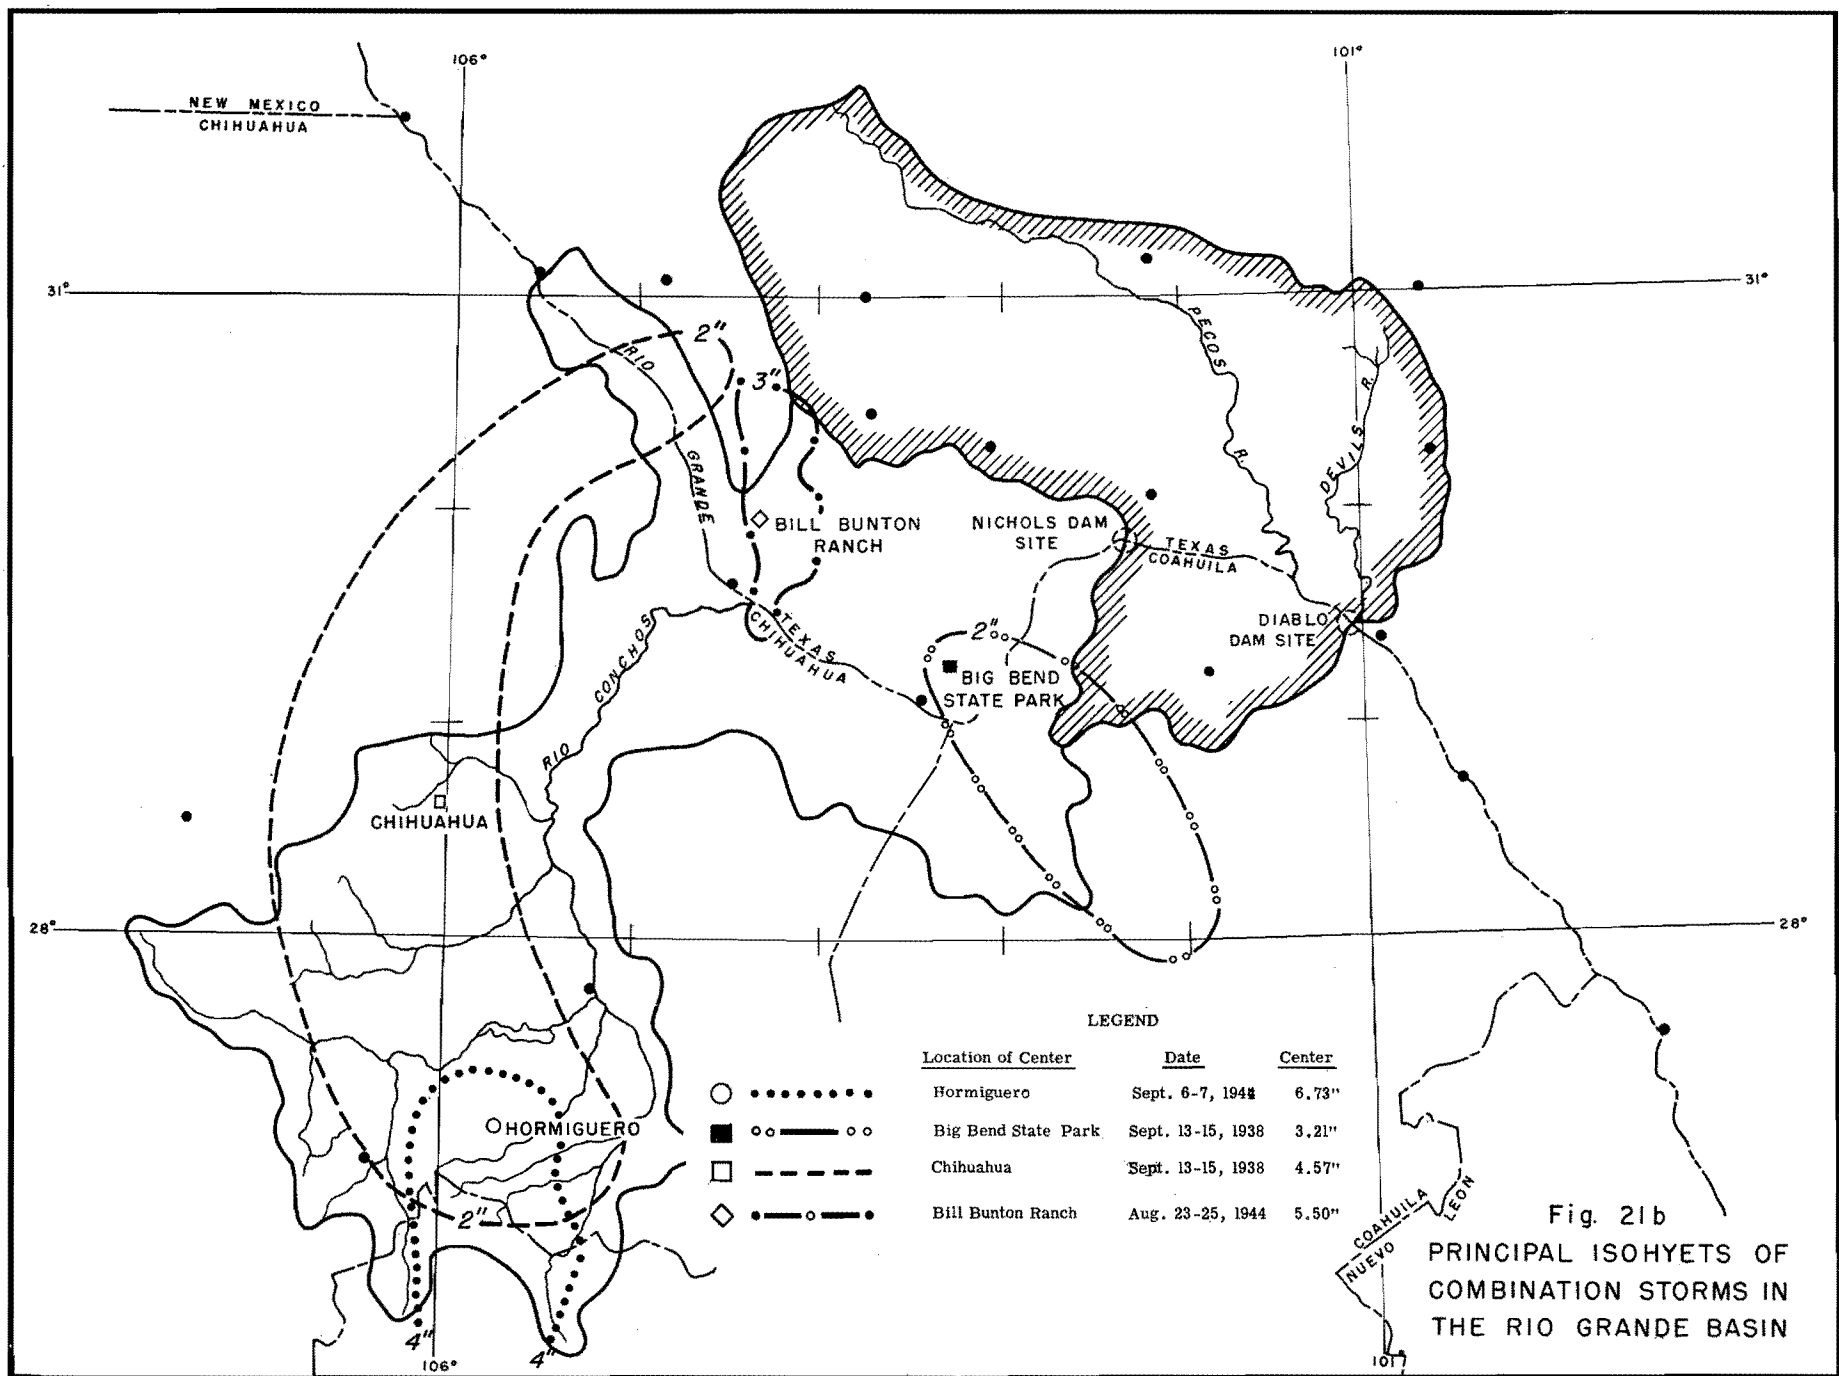 106°
101°
NEW MEXICO
CHIHUAHUA
31°
31°
2"
RIO
3"
PECOS
R.
DEVILS
R.
GRANDE
BILL BUNTON
RANCH
NICHOLS DAM
SITE
TEXAS
COAHUILA
DIABLO
DAM SITE
TEXAS
CHIHUAHUA
2"
BIG BEND
STATE PARK
RIO CONCHOS
CHIHUAHUA
28°
28°
HORMIGUERO
2"
4"
4"
106°
101°
COAHUILA
NUEVO LEON
LEGEND
Location of Center Date Center
Hormiguero Sept. 6-7, 6.73"
Big Bend State Park Sept. 13-15, 1938 3.21"
Chihuahua Sept. 13-15, 1938 4.57"
Bill Bunton Ranch Aug. 23-25, 1944 5.50"
Fig. 21b
PRINCIPAL ISOHYETS OF
COMBINATION STORMS IN
THE RIO GRANDE BASIN